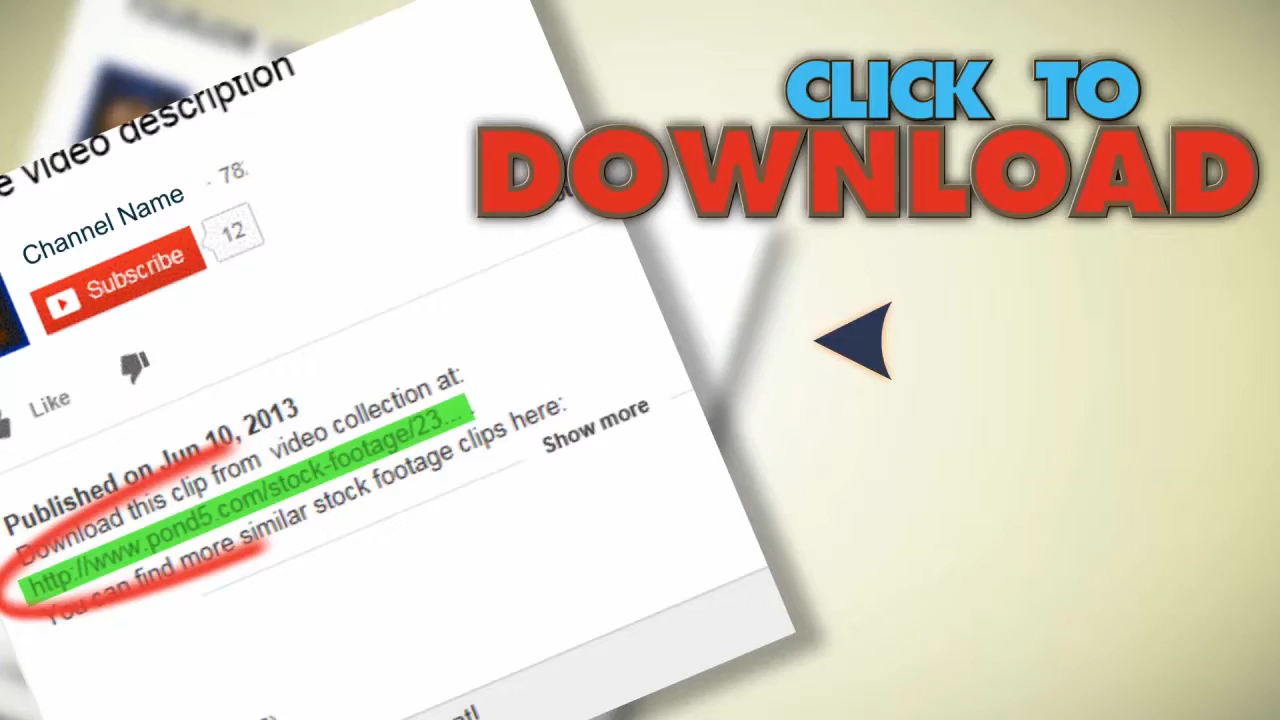 CLICK TO
DOWNLOAD
e video description
Channel Name
Subscribe
12
Like
Published on Jun 10, 2013
Download this clip from video collection at:
http://www.pond5.com/stock-footage/23...
You can find more similar stock footage clips here:
Show more